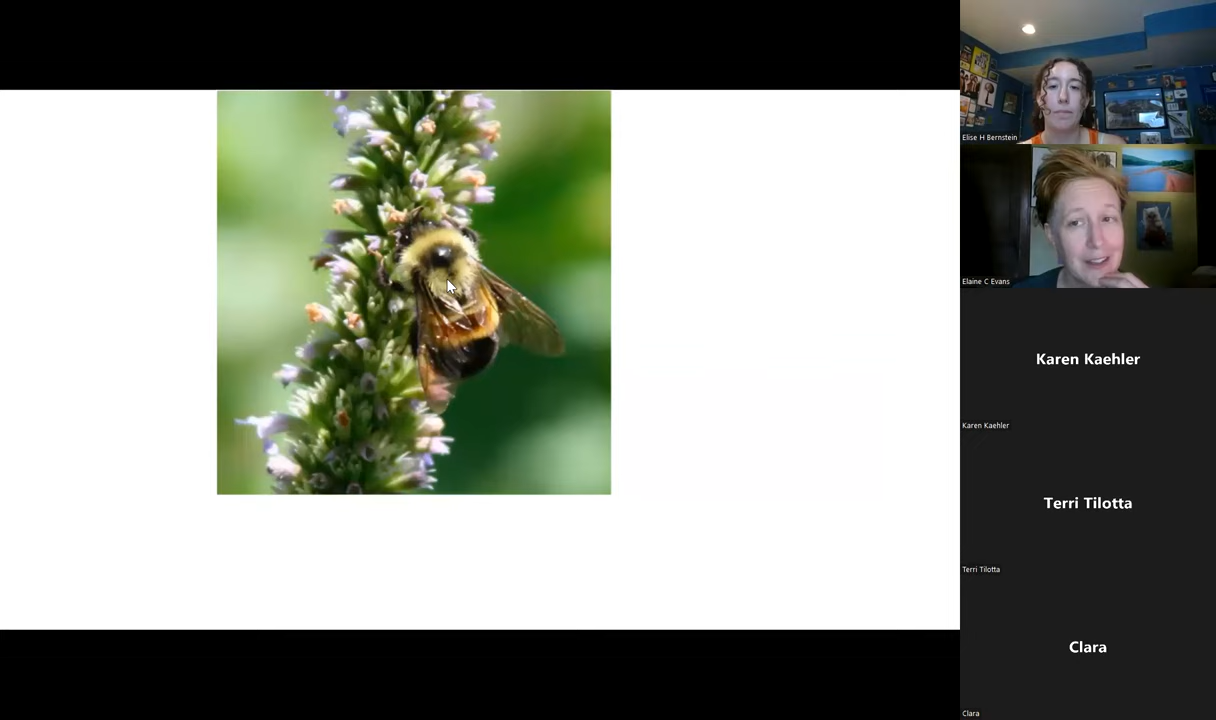 Elise H Bernstein
Elaine C Evans
Karen Kaehler
Karen Kaehler
Terri Tilotta
Terri Tilotta
Clara
Clara